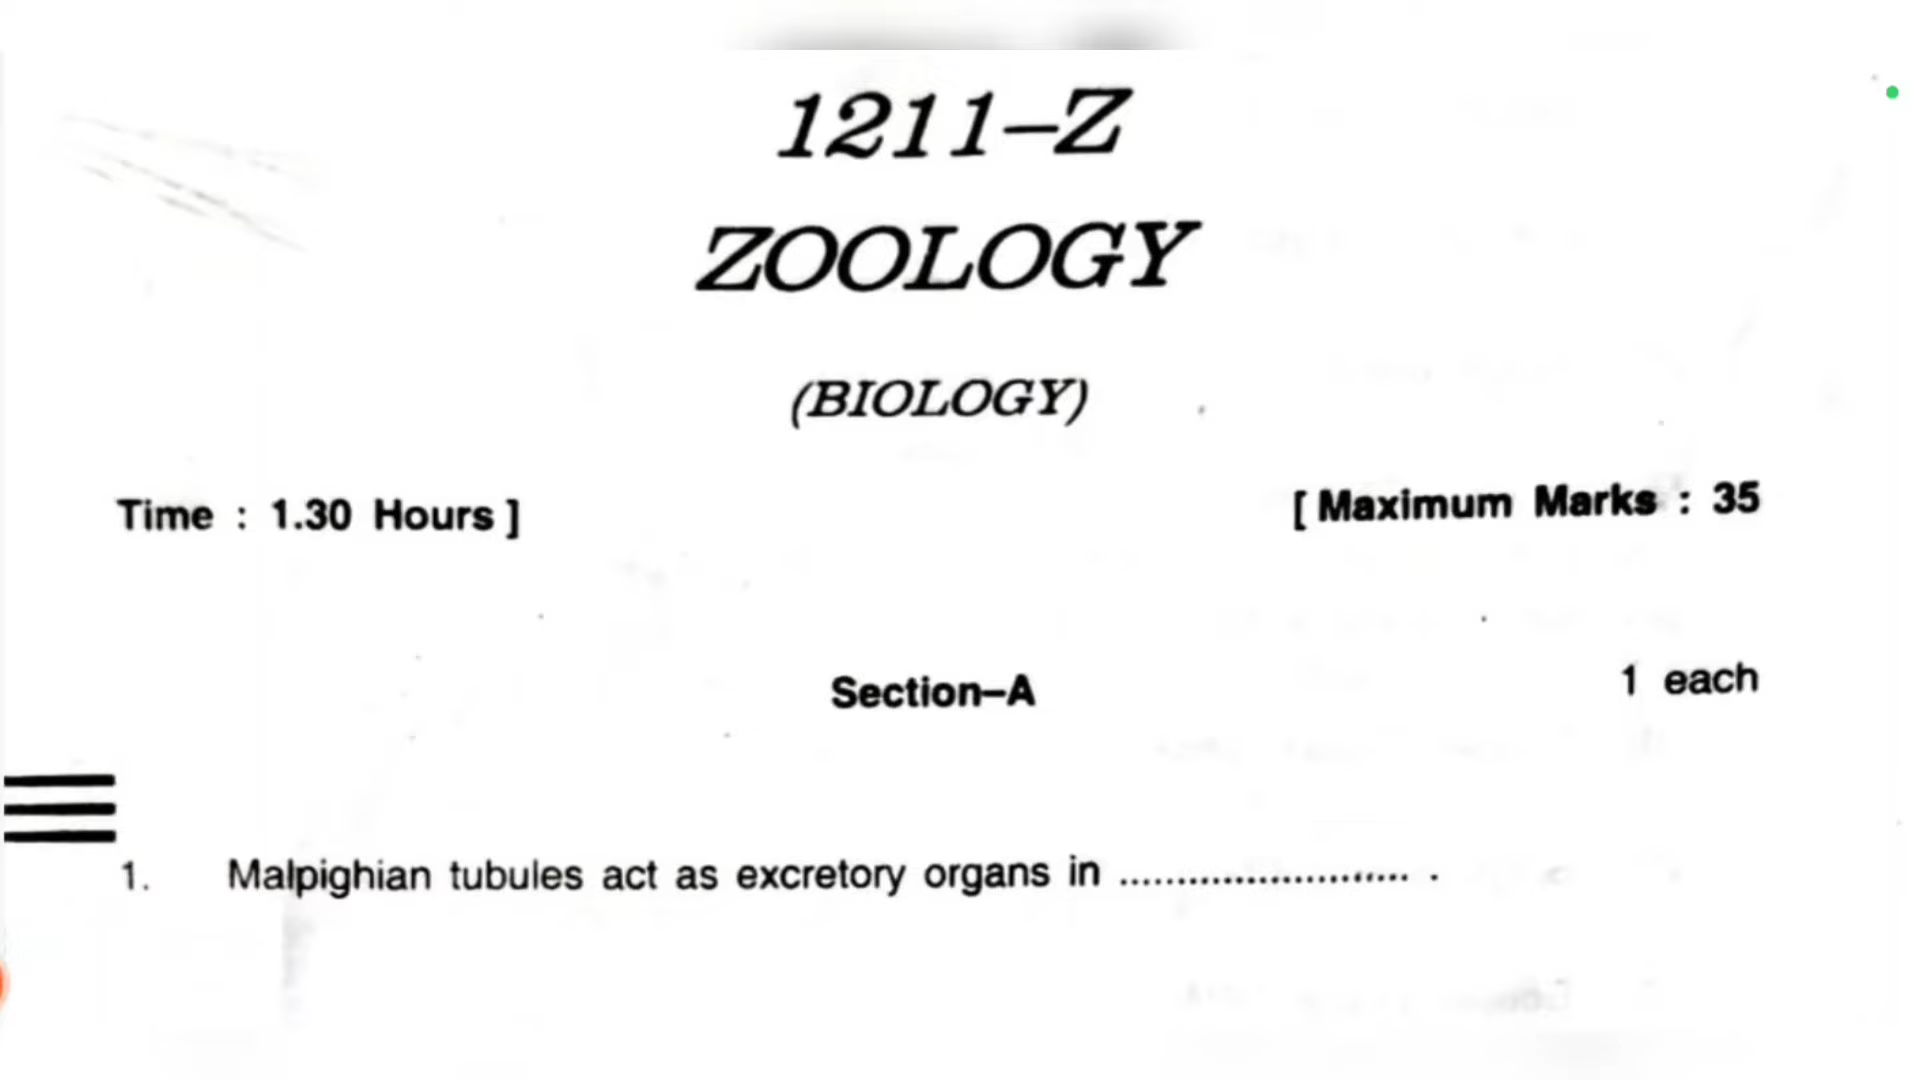 1211–Z
ZOOLOGY
(BIOLOGY)
Time : 1.30 Hours ] [ Maximum Marks : 35
Section–A 1 each
1. Malpighian tubules act as excretory organs in ......................... .